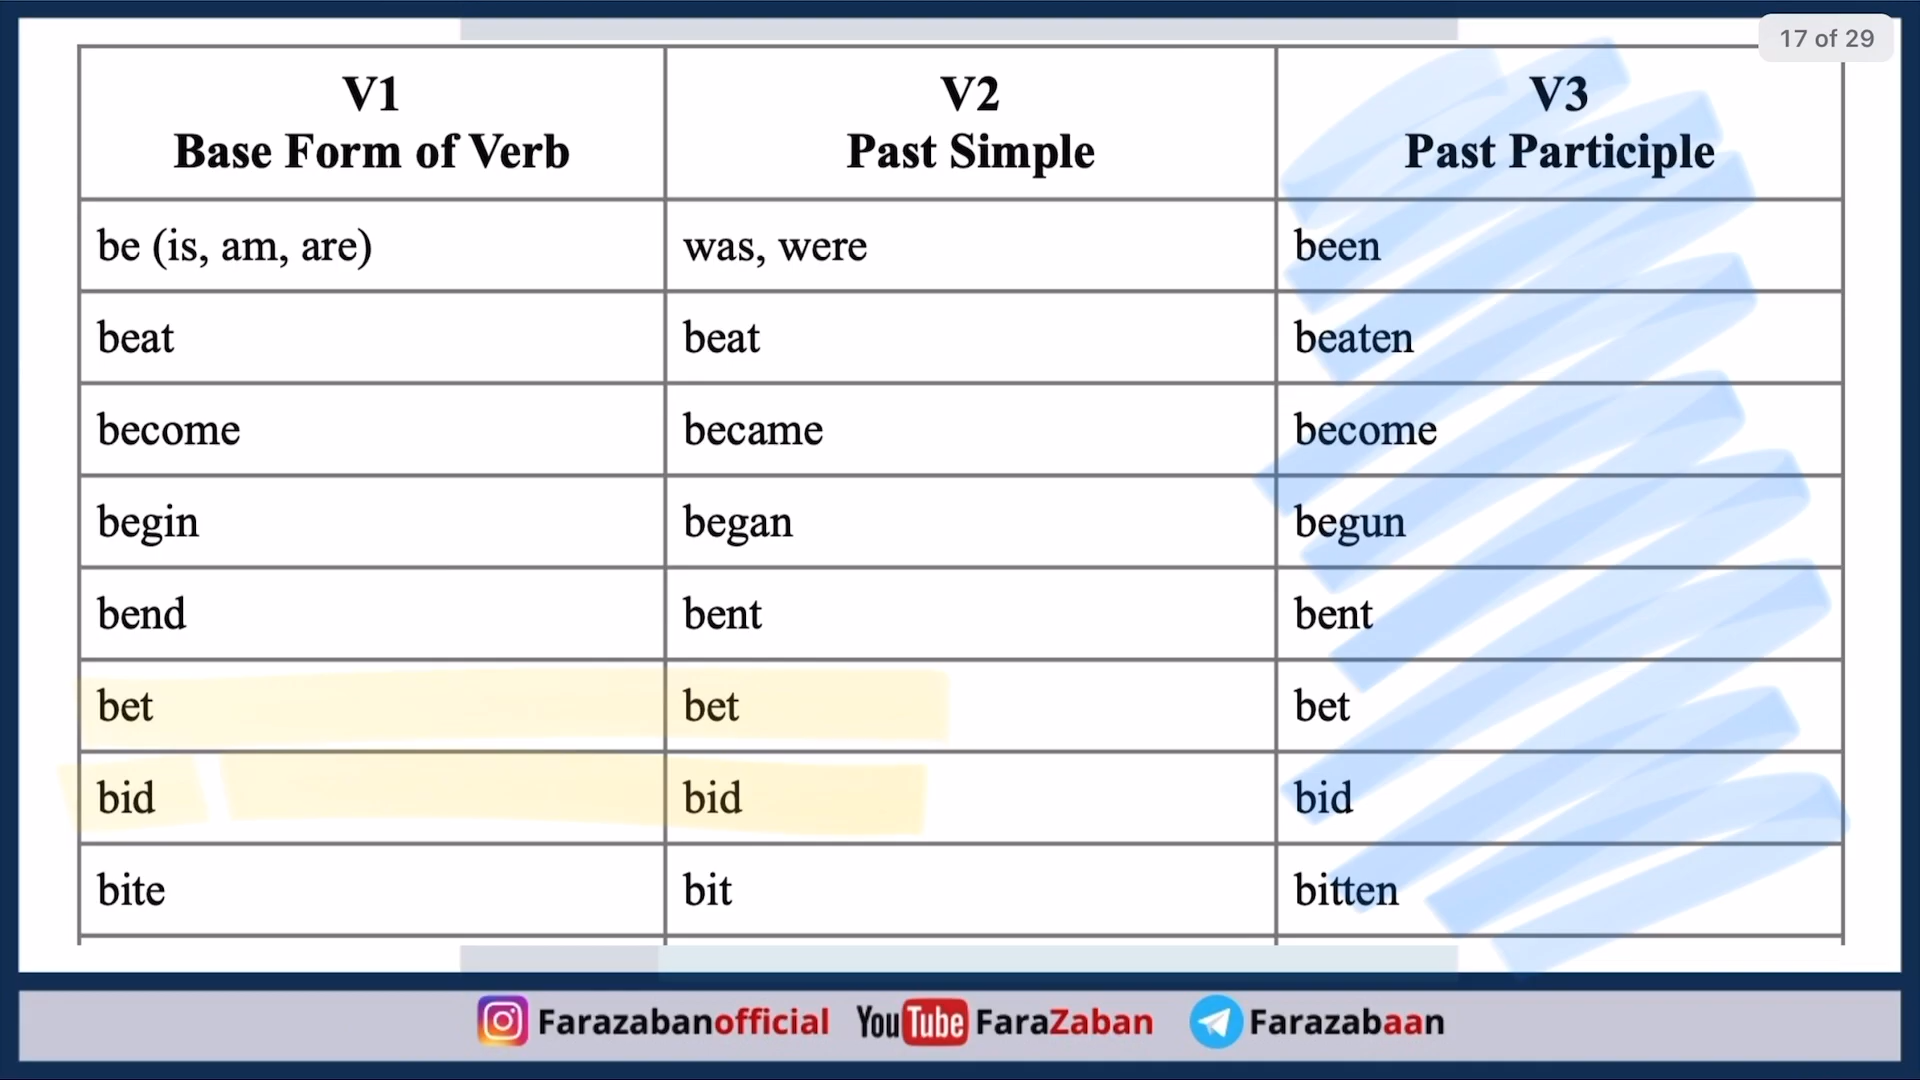 17 of 29
V1 V2 V3
Base Form of Verb Past Simple Past Participle
be (is, am, are) was, were been
beat beat beaten
become became become
begin began begun
bend bent bent
bet bet bet
bid bid bid
bite bit bitten
Farazabanofficial YouTube FaraZaban Farazabaan